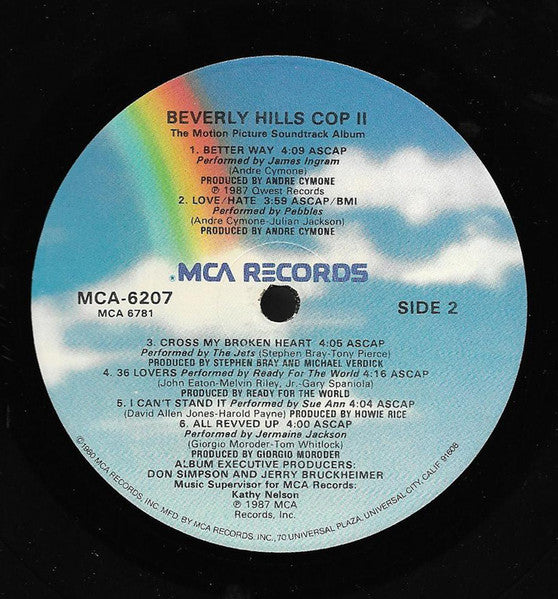 BEVERLY HILLS COP II
The Motion Picture Soundtrack Album
1. BETTER WAY 4:09 ASCAP
Performed by James Ingram
(Andre Cymone)
PRODUCED BY ANDRE CYMONE
℗ 1987 Qwest Records
2. LOVE/HATE 3:59 ASCAP/BMI
Performed by Pebbles
(Andre Cymone-Julian Jackson)
PRODUCED BY ANDRE CYMONE
MCA RECORDS
MCA-6207
MCA 6781
SIDE 2
3. CROSS MY BROKEN HEART 4:05 ASCAP
Performed by The Jets (Stephen Bray-Tony Pierce)
PRODUCED BY STEPHEN BRAY AND MICHAEL VERDICK
4. 36 LOVERS Performed by Ready For The World 4:16 ASCAP
(John Eaton-Melvin Riley, Jr.-Gary Spaniola)
PRODUCED BY READY FOR THE WORLD
5. I CAN'T STAND IT Performed by Sue Ann 4:04 ASCAP
(David Allen Jones-Harold Payne) PRODUCED BY HOWIE RICE
6. ALL REVVED UP 4:00 ASCAP
Performed by Jermaine Jackson
(Giorgio Moroder-Tom Whitlock)
PRODUCED BY GIORGIO MORODER
ALBUM EXECUTIVE PRODUCERS:
DON SIMPSON AND JERRY BRUCKHEIMER
Music Supervisor for MCA Records:
Kathy Nelson
℗ 1987 MCA
Records, Inc.
©1980 MCA RECORDS, INC. MFD. BY MCA RECORDS, INC., 70 UNIVERSAL PLAZA, UNIVERSAL CITY, CALIF. 91608